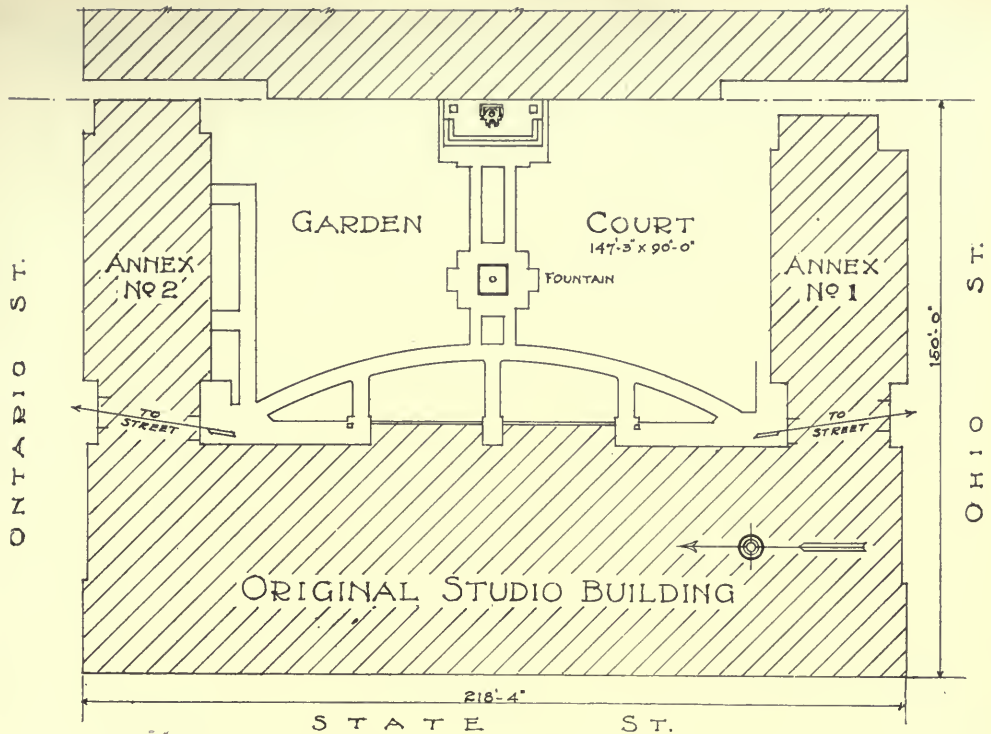 GARDEN COURT
147'-3" x 90'-0"
ANNEX
No 2
ANNEX
No 1
FOUNTAIN
ONTARIO ST.
OHIO ST.
150'-0"
TO
STREET
TO
STREET
ORIGINAL STUDIO BUILDING
218'-4"
STATE ST.